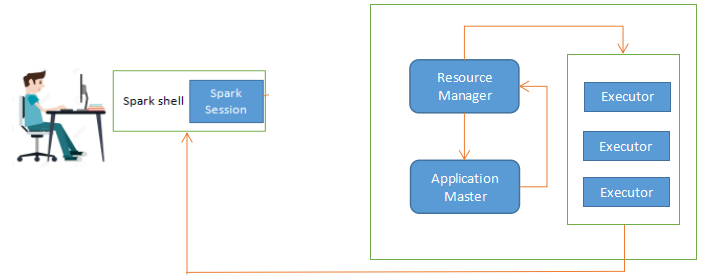 Spark shell
Spark
Session
Resource
Manager
Application
Master
Executor
Executor
Executor